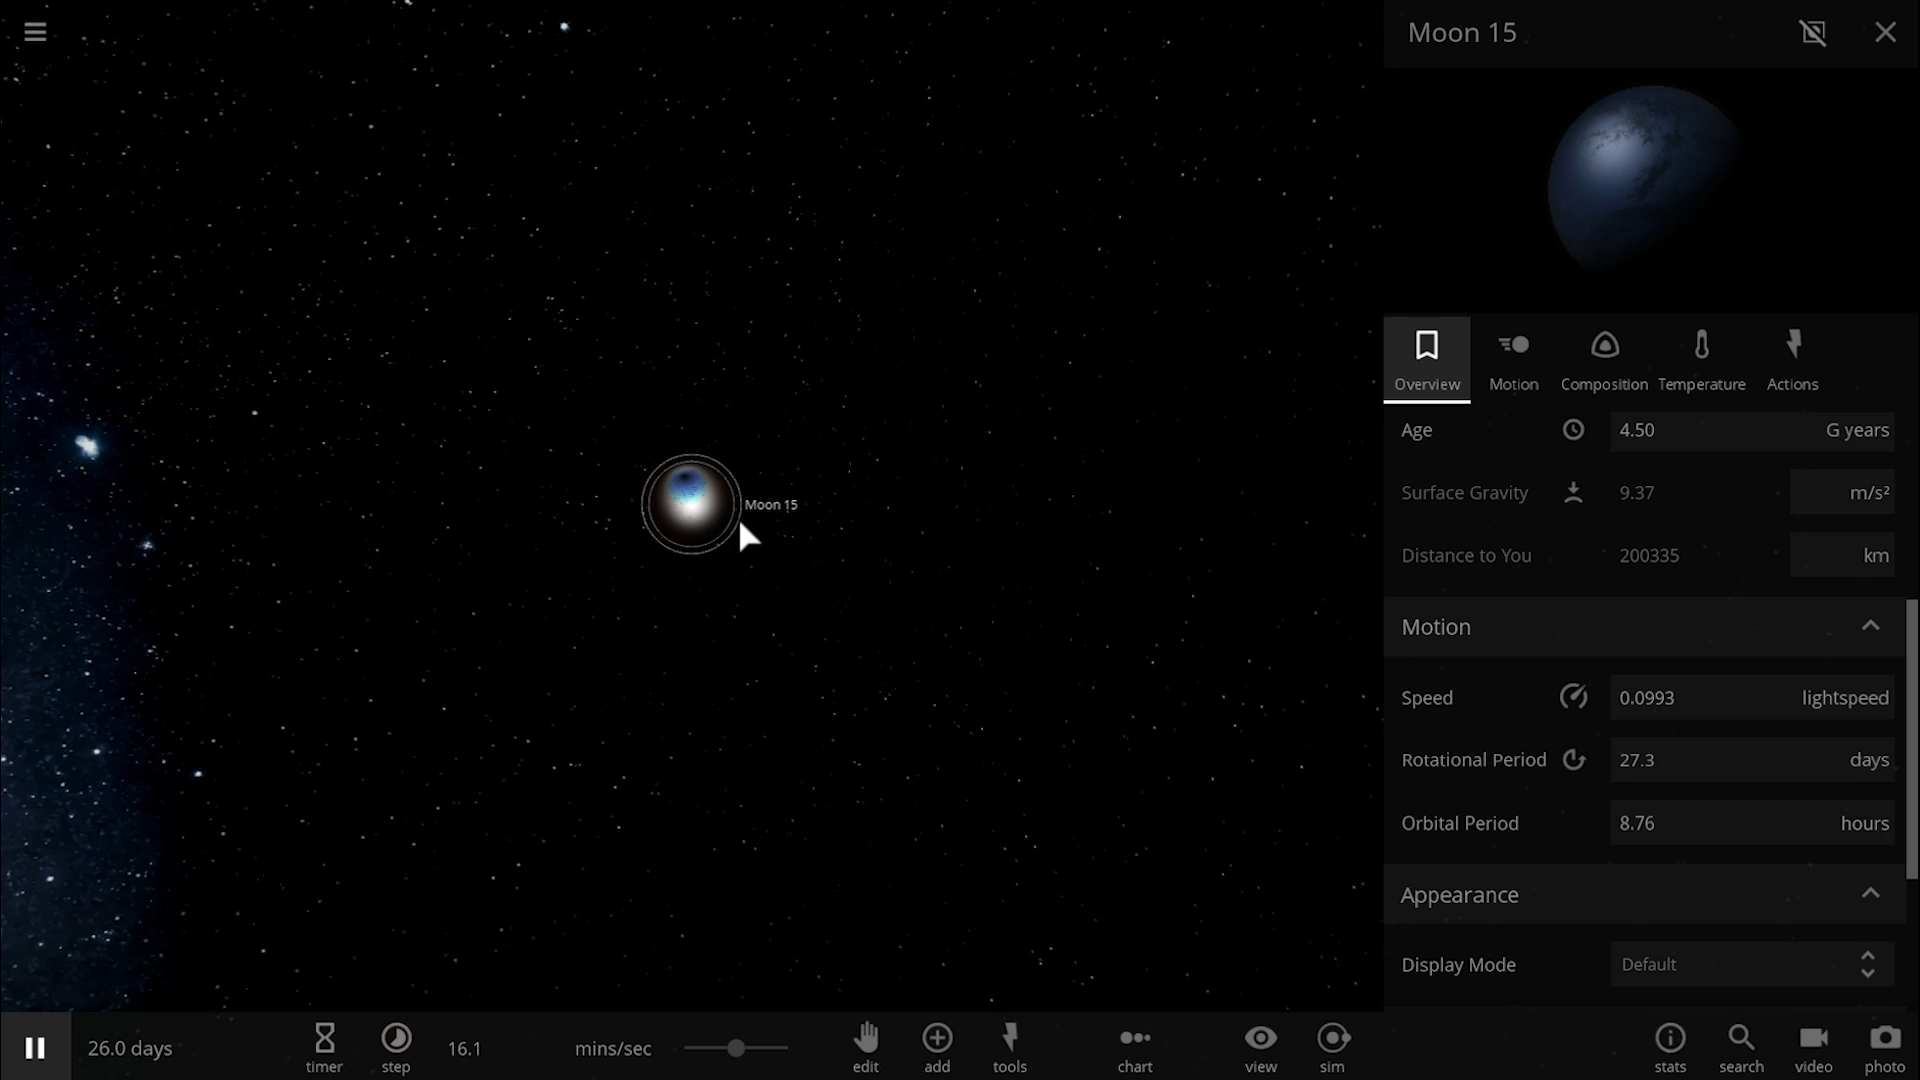 Moon 15
Overview
Motion
Composition
Temperature
Actions
Age 4.50 G years
Surface Gravity 9.37 m/s²
Distance to You 200335 km
Moon 15
Motion
Speed 0.0993 lightspeed
Rotational Period 27.3 days
Orbital Period 8.76 hours
Appearance
Display Mode Default
26.0 days
timer
step
16.1 mins/sec
edit
add
tools
chart
view
sim
stats
search
video
photo